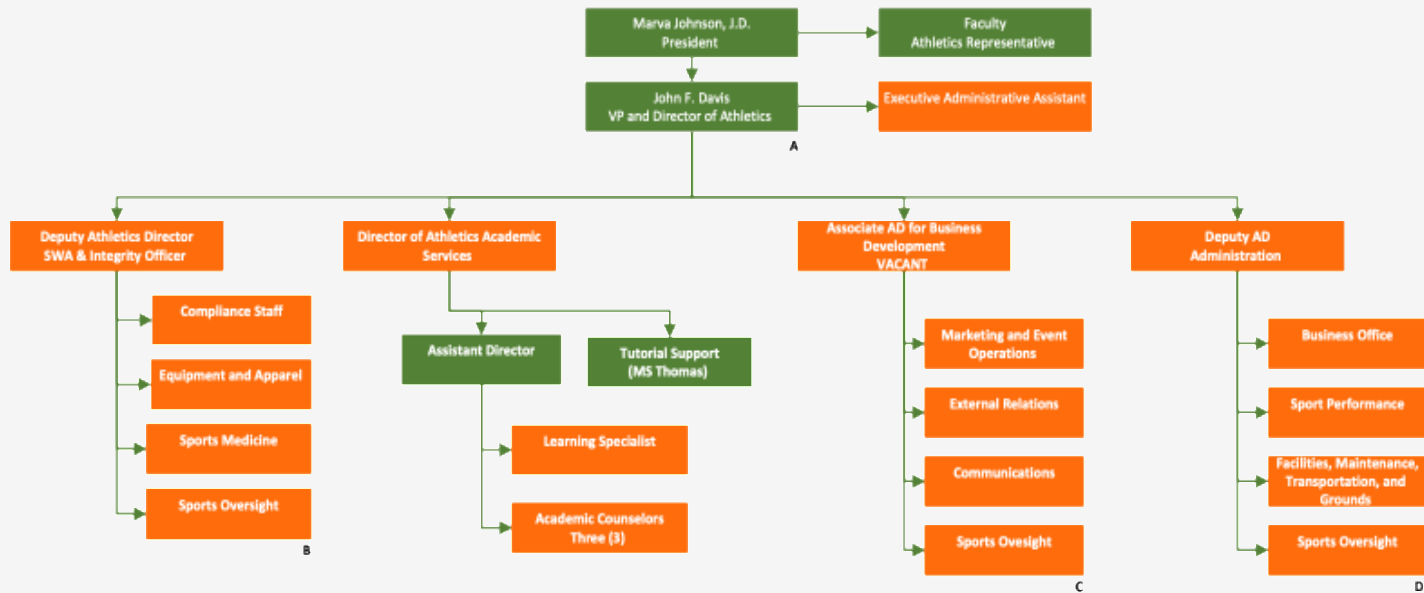 Marva Johnson, J.D.
President
Faculty
Athletics Representative
John F. Davis
VP and Director of Athletics
Executive Administrative Assistant
A
Deputy Athletics Director
SWA & Integrity Officer
Compliance Staff
Equipment and Apparel
Sports Medicine
Sports Oversight
B
Director of Athletics Academic
Services
Assistant Director
Tutorial Support
(MS Thomas)
Learning Specialist
Academic Counselors
Three (3)
Associate AD for Business
Development
VACANT
Marketing and Event
Operations
External Relations
Communications
Sports Ovesight
C
Deputy AD
Administration
Business Office
Sport Performance
Facilities, Maintenance,
Transportation, and
Grounds
Sports Oversight
D